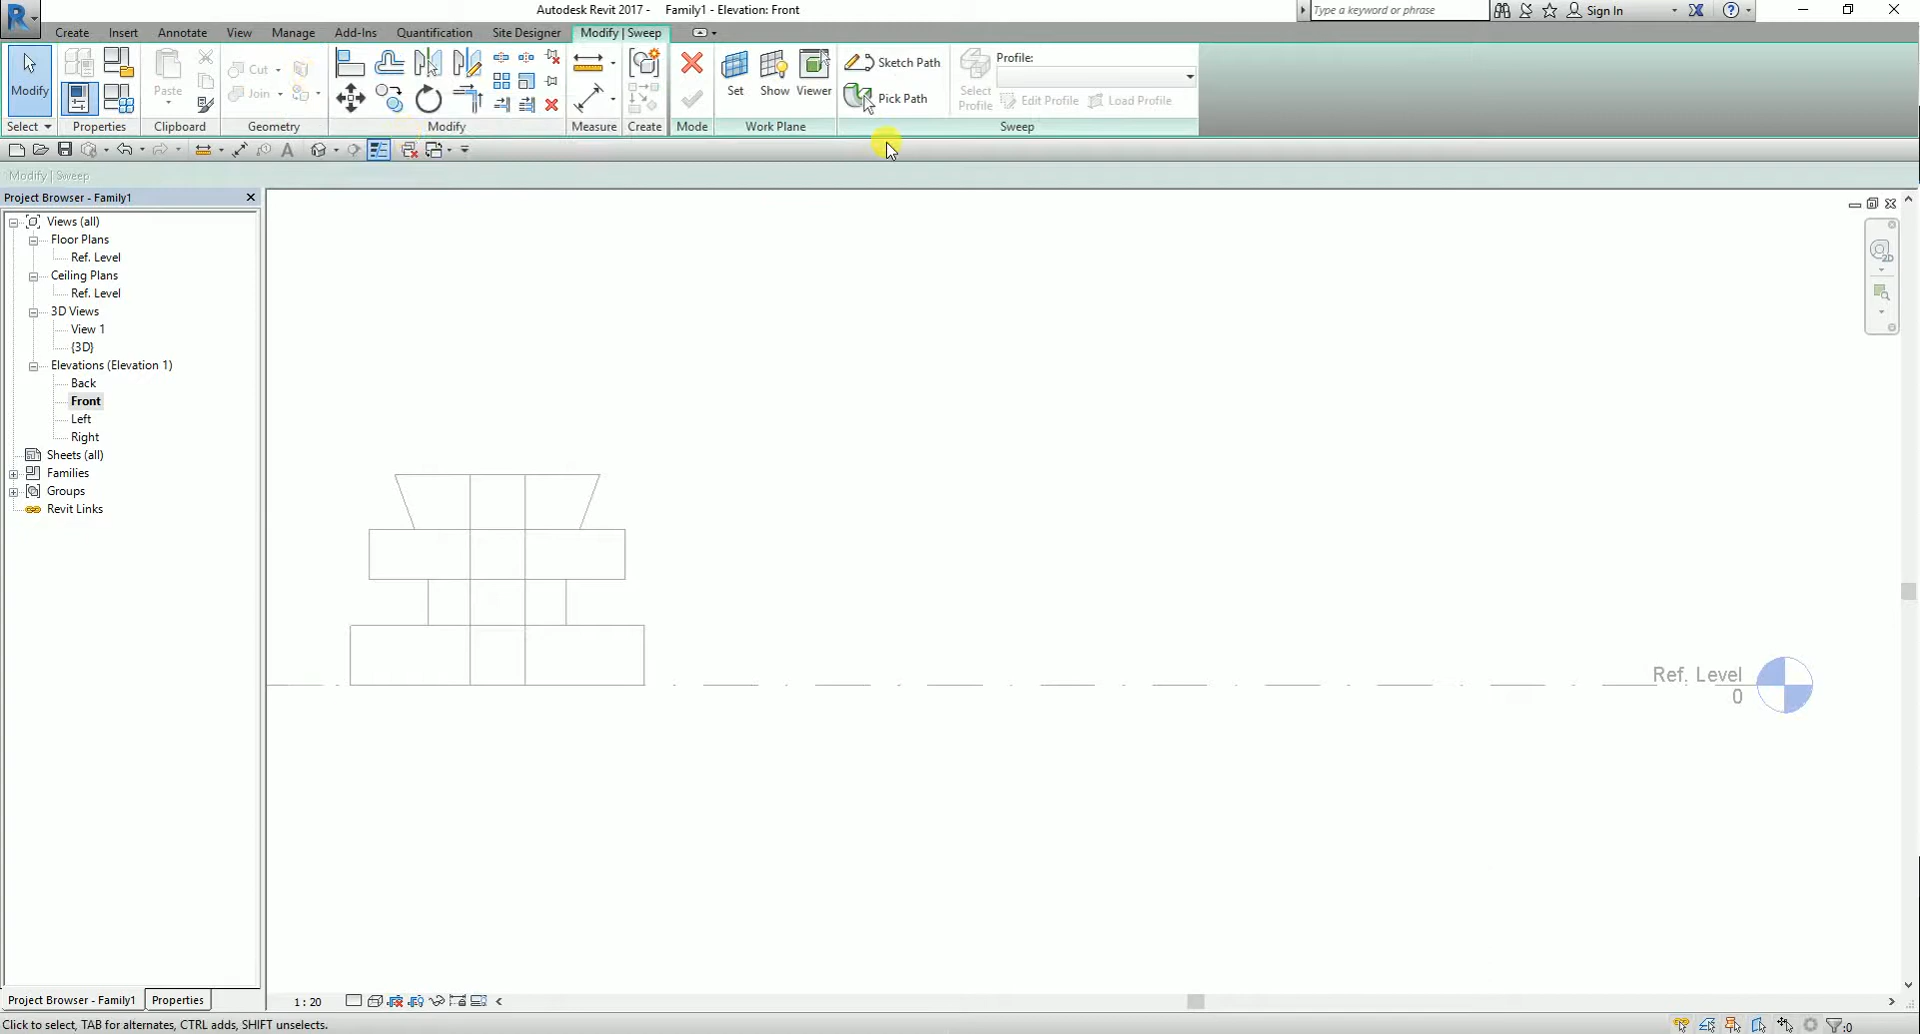 Autodesk Revit 2017 - Family1 - Elevation: Front
Type a keyword or phrase
Sign In
Create Insert Annotate View Manage Add-Ins Quantification Site Designer Modify | Sweep
Modify
Paste
Cut
Join
Set
Show
Viewer
Sketch Path
Pick Path
Select Profile
Profile:
Edit Profile
Load Profile
Select Properties Clipboard Geometry Modify Measure Create Mode Work Plane Sweep
Modify | Sweep
Project Browser - Family1
Views (all)
Floor Plans
Ref. Level
Ceiling Plans
Ref. Level
3D Views
View 1
{3D}
Elevations (Elevation 1)
Back
Front
Left
Right
Sheets (all)
Families
Groups
Revit Links
2D
Ref. Level
0
Project Browser - Family1 Properties
1 : 20
Click to select, TAB for alternates, CTRL adds, SHIFT unselects.
:0